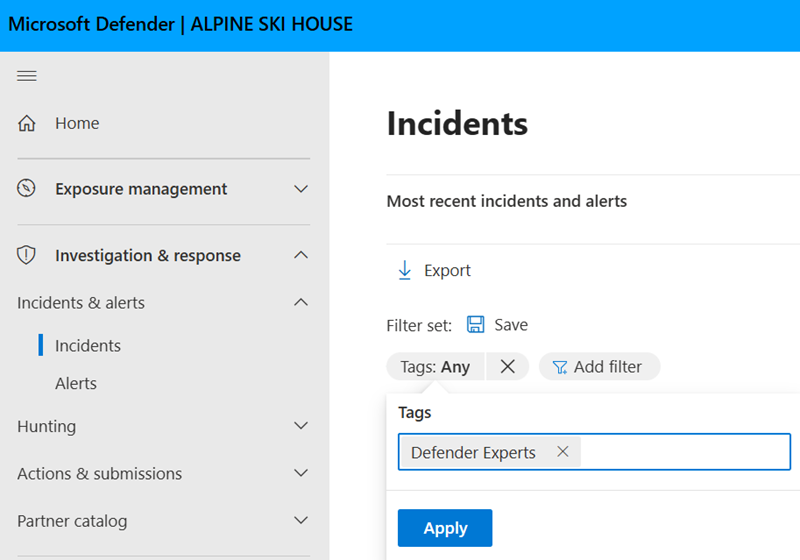 Microsoft Defender | ALPINE SKI HOUSE
Home
Exposure management
Investigation & response
Incidents & alerts
Incidents
Alerts
Hunting
Actions & submissions
Partner catalog
Incidents
Most recent incidents and alerts
Export
Filter set: Save
Tags: Any Add filter
Tags
Defender Experts
Apply